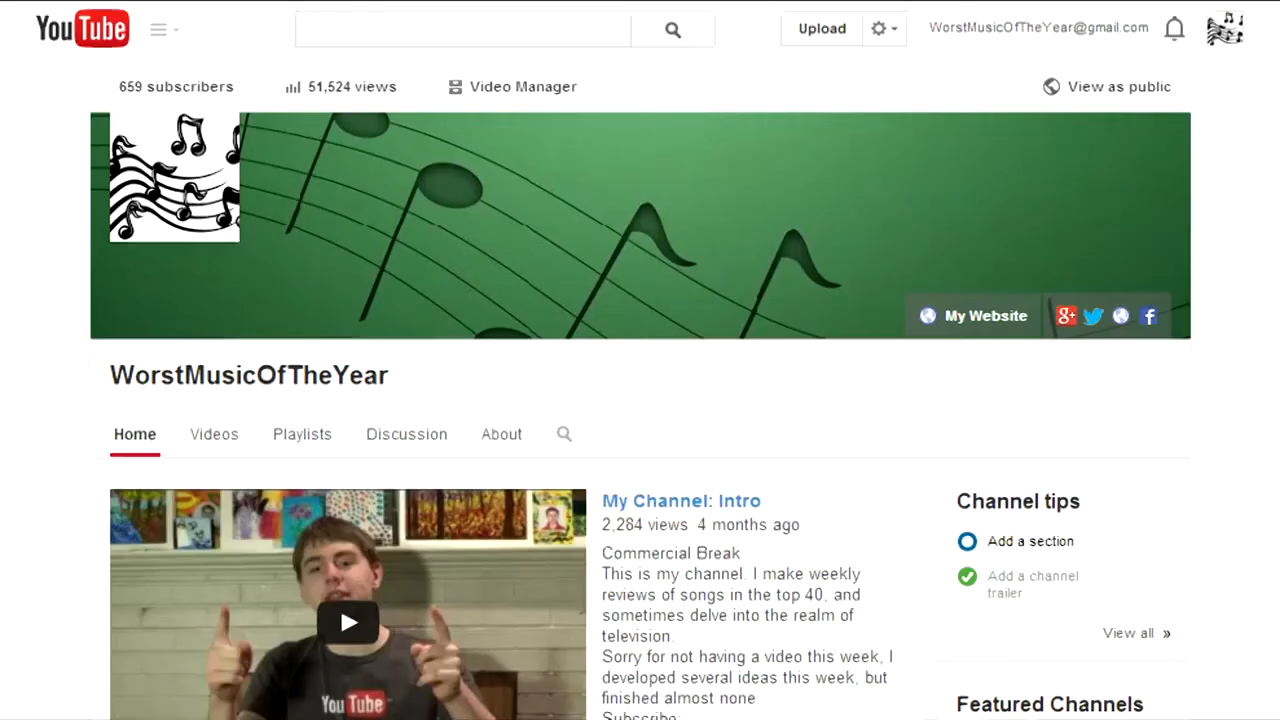 YouTube
Upload
WorstMusicOfTheYear@gmail.com
659 subscribers
51,524 views
Video Manager
View as public
My Website
g+
f
WorstMusicOfTheYear
Home
Videos
Playlists
Discussion
About
My Channel: Intro
2,284 views 4 months ago
Commercial Break
This is my channel. I make weekly
reviews of songs in the top 40, and
sometimes delve into the realm of
television.
Sorry for not having a video this week, I
developed several ideas this week, but
finished almost none.
Subscribe:
YouTube
Channel tips
Add a section
Add a channel
trailer
View all »
Featured Channels